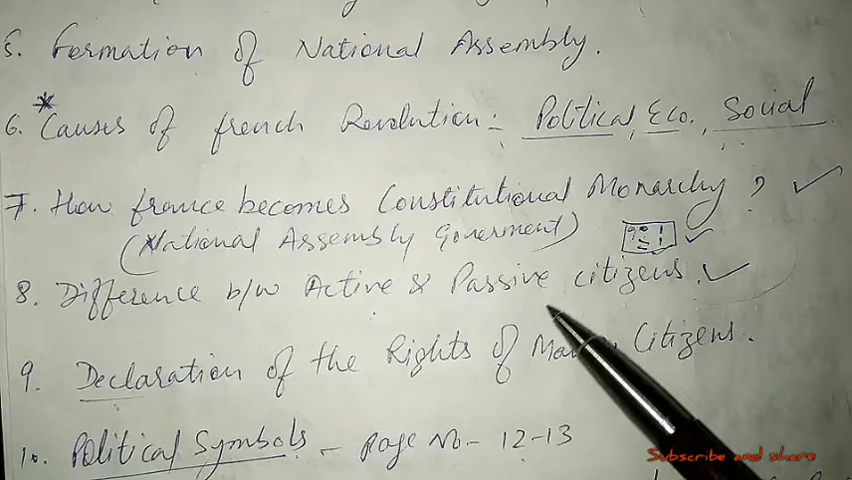 5. Formation of National Assembly.
6. *Causes of french Revolution:- Political, Eco., Social
7. How france becomes Constitutional Monarchy ?
(National Assembly Goverment)
8. Difference b/w Active & Passive citizens.
9. Declaration of the Rights of Citizens.
10. Political Symbols - Page No- 12-13
Subscribe and share